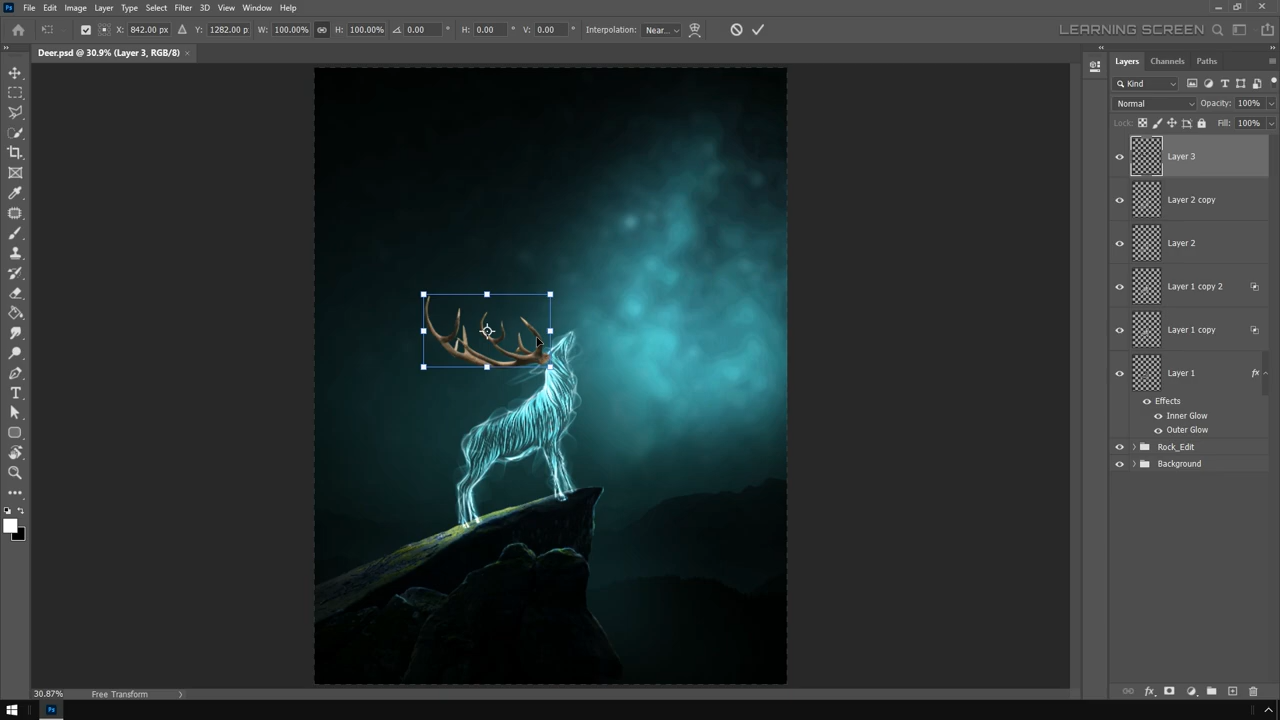 Ps File Edit Image Layer Type Select Filter 3D View Window Help
X: 842.00 px Y: 1282.00 p: W: 100.00% H: 100.00% 0.00 ° H: 0.00 ° V: 0.00 ° Interpolation: Near... LEARNING SCREEN
Deer.psd @ 30.9% (Layer 3, RGB/8) ×
Layers Channels Paths
Kind
Normal Opacity: 100%
Lock: Fill: 100%
Layer 3
Layer 2 copy
Layer 2
Layer 1 copy 2
Layer 1 copy
Layer 1 fx
Effects
Inner Glow
Outer Glow
Rock_Edit
Background
30.87% Free Transform
Ps